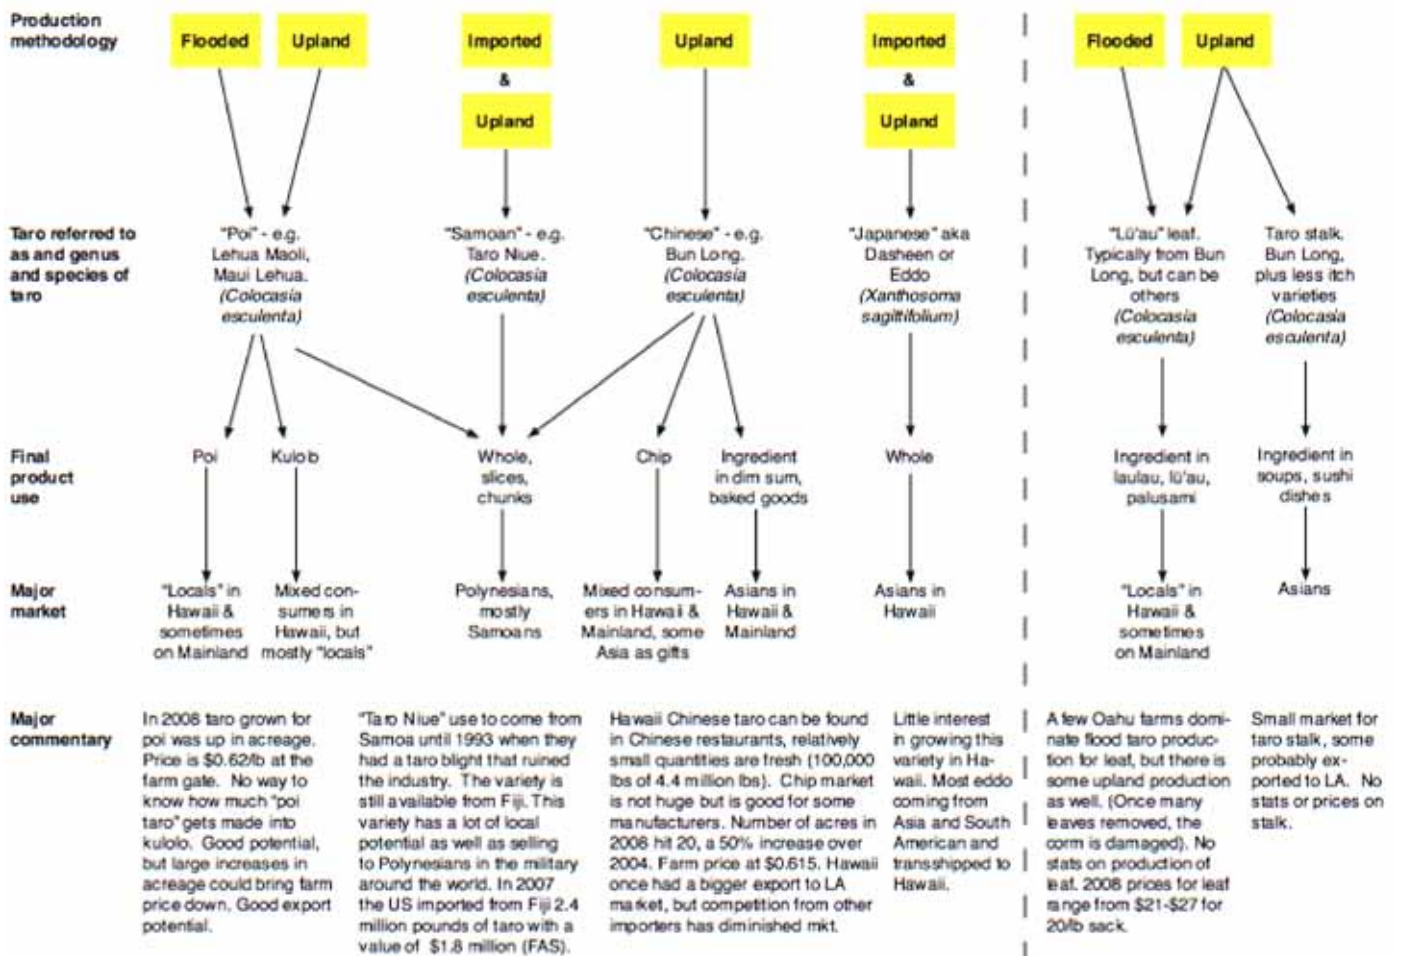 Production
methodology
Flooded
Upland
Imported
&
Upland
Upland
Imported
&
Upland
Flooded
Upland
Taro referred to
as and genus
and species of
taro
"Poi" - e.g.
Lehua Maoli,
Maui Lehua.
(Colocasia
esculenta)
"Samoan" - e.g.
Taro Niue.
(Colocasia
esculenta)
"Chinese" - e.g.
Bun Long.
(Colocasia
esculenta)
"Japanese" aka
Dasheen or
Eddo
(Xanthosoma
sagittifolium)
"Lū'au" leaf.
Typically from Bun
Long, but can be
others
(Colocasia
esculenta)
Taro stalk.
Bun Long,
plus less itch
varieties
(Colocasia
esculenta)
Final
product
use
Poi
Kulolo
Whole,
slices,
chunks
Chip
Ingredient
in dim sum,
baked goods
Whole
Ingredient in
laulau, lū'au,
palusami
Ingredient in
soups, sushi
dishes
Major
market
"Locals" in
Hawaii &
sometimes
on Mainland
Mixed con-
sumers in
Hawaii, but
mostly "locals"
Polynesians,
mostly
Samoans
Mixed consum-
ers in Hawaii &
Mainland, some
Asia as gifts
Asians in
Hawaii &
Mainland
Asians in
Hawaii
"Locals" in
Hawaii &
sometimes
on Mainland
Asians
Major
commentary
In 2008 taro grown for
poi was up in acreage.
Price is $0.62/lb at the
farm gate. No way to
know how much "poi
taro" gets made into
kulolo. Good potential,
but large increases in
acreage could bring farm
price down. Good export
potential.
"Taro Niue" use to come from
Samoa until 1993 when they
had a taro blight that ruined
the industry. The variety is
still available from Fiji. This
variety has a lot of local
potential as well as selling
to Polynesians in the military
around the world. In 2007
the US imported from Fiji 2.4
million pounds of taro with a
value of $1.8 million (FAS).
Hawaii Chinese taro can be found
in Chinese restaurants, relatively
small quantities are fresh (100,000
lbs of 4.4 million lbs). Chip market
is not huge but is good for some
manufacturers. Number of acres in
2008 hit 20, a 50% increase over
2004. Farm price at $0.615. Hawaii
once had a bigger export to LA
market, but competition from other
importers has diminished mkt.
Little interest
in growing this
variety in Ha-
waii. Most eddo
coming from
Asia and South
American and
transshipped to
Hawaii.
A few Oahu farms domi-
nate flood taro produc-
tion for leaf, but there is
some upland production
as well. (Once many
leaves removed, the
corm is damaged). No
stats on production of
leaf. 2008 prices for leaf
range from $21-$27 for
20/lb sack.
Small market for
taro stalk, some
probably ex-
ported to LA. No
stats or prices on
stalk.